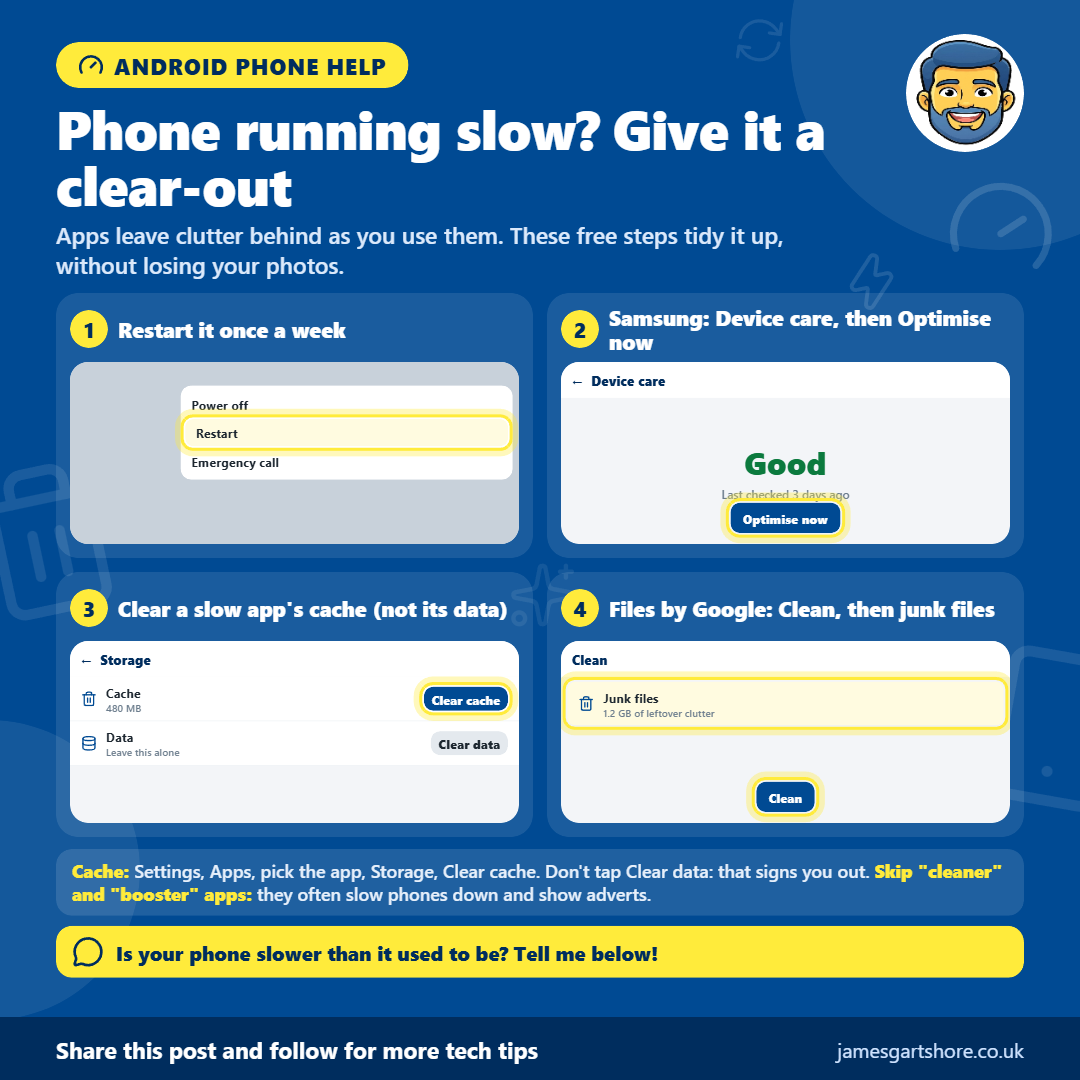 ANDROID PHONE HELP
Phone running slow? Give it a
clear-out
Apps leave clutter behind as you use them. These free steps tidy it up,
without losing your photos.
1 Restart it once a week
Power off
Restart
Emergency call
2 Samsung: Device care, then Optimise
now
← Device care
Good
Last checked 3 days ago
Optimise now
3 Clear a slow app's cache (not its data)
← Storage
Cache
480 MB
Clear cache
Data
Leave this alone
Clear data
4 Files by Google: Clean, then junk files
Clean
Junk files
1.2 GB of leftover clutter
Clean
Cache: Settings, Apps, pick the app, Storage, Clear cache. Don't tap Clear data: that signs you out. Skip "cleaner"
and "booster" apps: they often slow phones down and show adverts.
Is your phone slower than it used to be? Tell me below!
Share this post and follow for more tech tips
jamesgartshore.co.uk